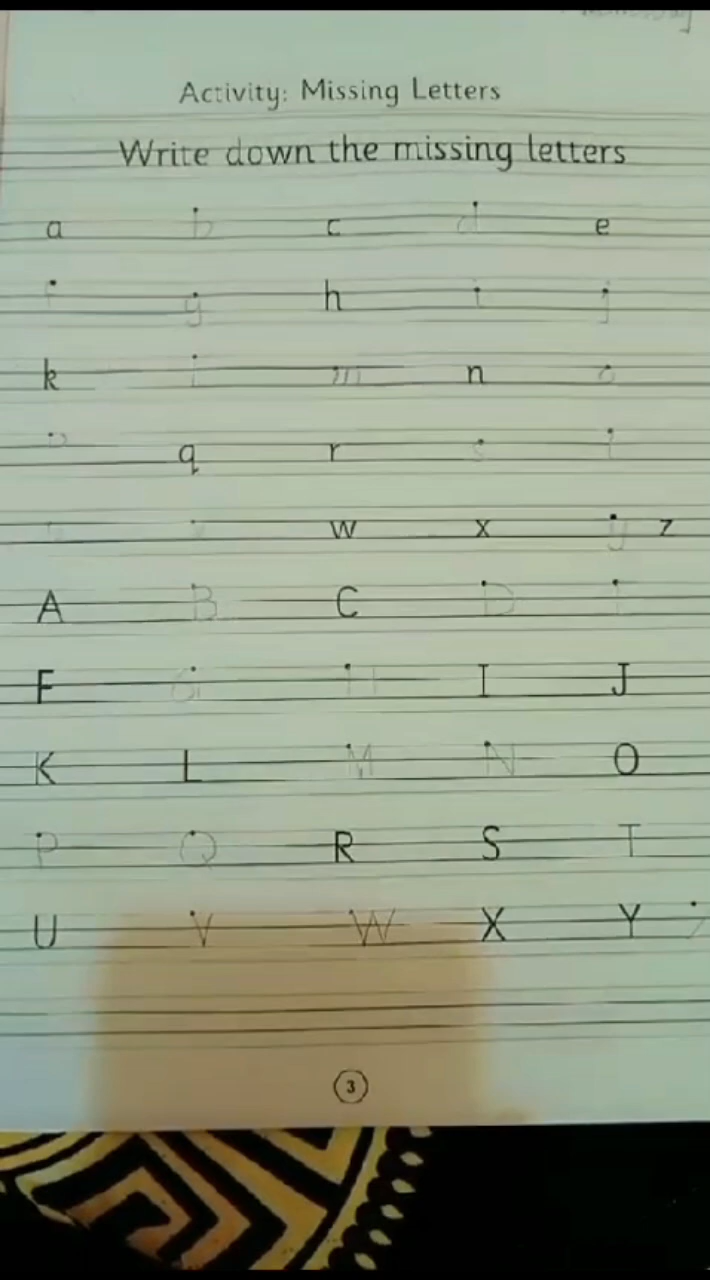 Activity: Missing Letters
Write down the missing letters
a b c d e
f g h i j
k l m n o
p q r s t
u v w x y z
A B C D
F G H I J
K L M N O
P Q R S T
U V W X Y
3